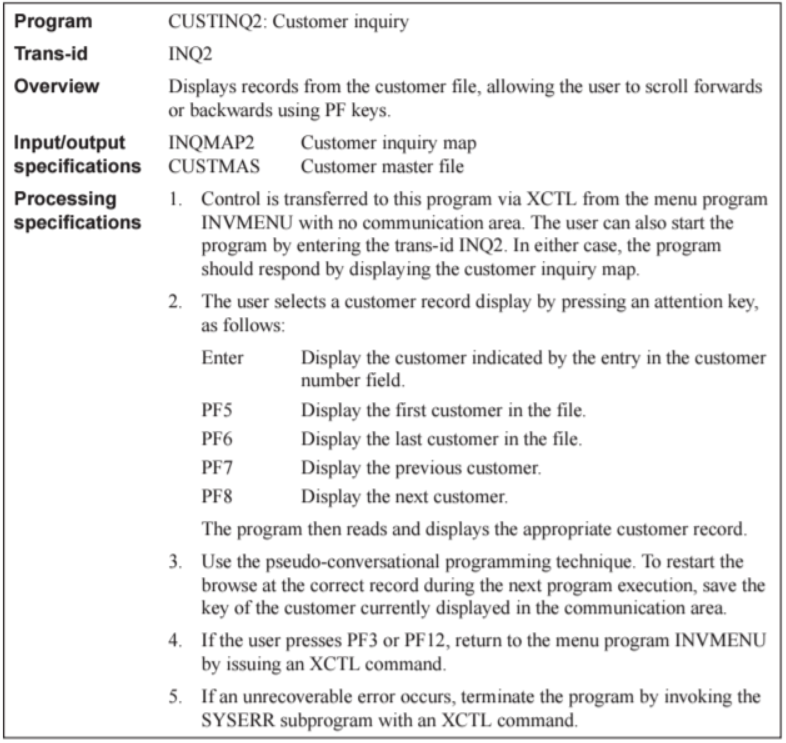 Program CUSTINQ2: Customer inquiry
Trans-id INQ2
Overview Displays records from the customer file, allowing the user to scroll forwards
or backwards using PF keys.
Input/output INQMAP2 Customer inquiry map
specifications CUSTMAS Customer master file
Processing 1. Control is transferred to this program via XCTL from the menu program
specifications INVMENU with no communication area. The user can also start the
program by entering the trans-id INQ2. In either case, the program
should respond by displaying the customer inquiry map.
2. The user selects a customer record display by pressing an attention key,
as follows:
Enter Display the customer indicated by the entry in the customer
number field.
PF5 Display the first customer in the file.
PF6 Display the last customer in the file.
PF7 Display the previous customer.
PF8 Display the next customer.
The program then reads and displays the appropriate customer record.
3. Use the pseudo-conversational programming technique. To restart the
browse at the correct record during the next program execution, save the
key of the customer currently displayed in the communication area.
4. If the user presses PF3 or PF12, return to the menu program INVMENU
by issuing an XCTL command.
5. If an unrecoverable error occurs, terminate the program by invoking the
SYSERR subprogram with an XCTL command.